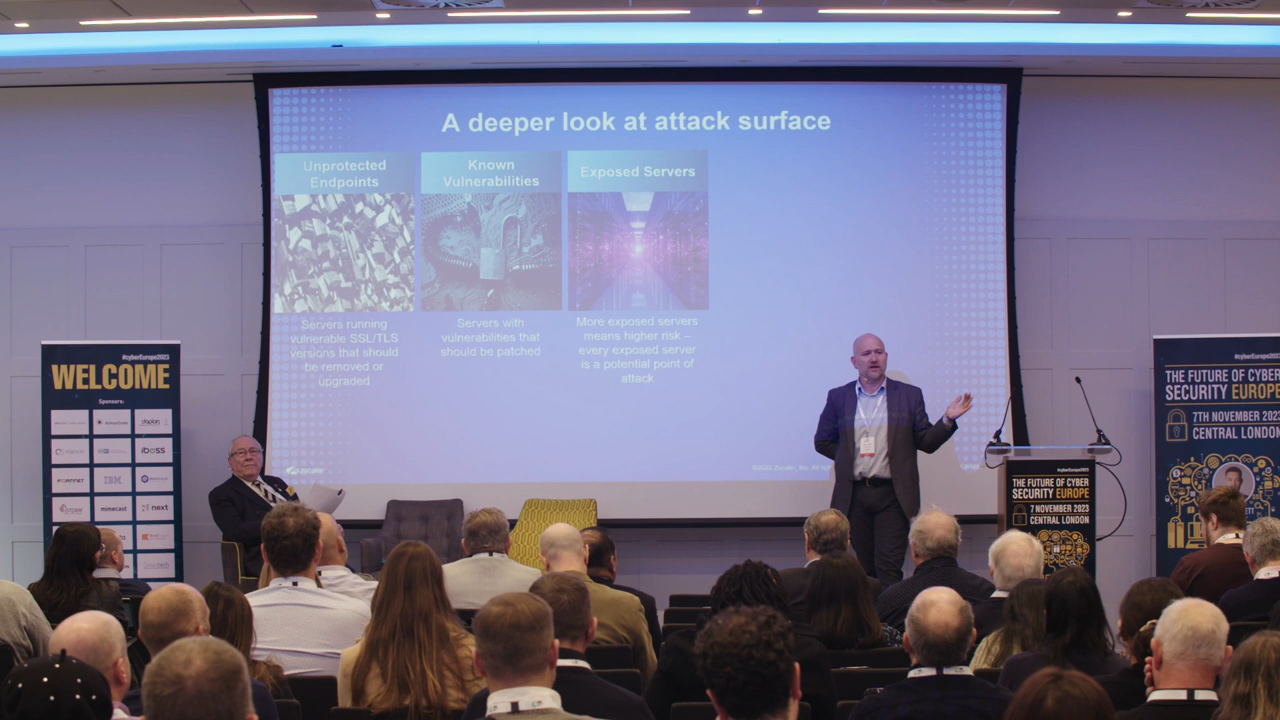 A deeper look at attack surface
Unprotected
Endpoints
Known
Vulnerabilities
Exposed Servers
Servers running
vulnerable SSL/TLS
versions that should
be removed or
upgraded
Servers with
vulnerabilities that
should be patched
More exposed servers
means higher risk –
every exposed server
is a potential point of
attack
#cyberEurope2023
WELCOME
Sponsors:
iboss
FORTINET
IBM
mimecast
next
#cyberEurope2023
THE FUTURE OF CYBER
SECURITY EUROPE
7 NOVEMBER 2023
CENTRAL LONDON
#cyberEurope2023
THE FUTURE OF CYBER
SECURITY EUROPE
7TH NOVEMBER 2023
CENTRAL LONDON